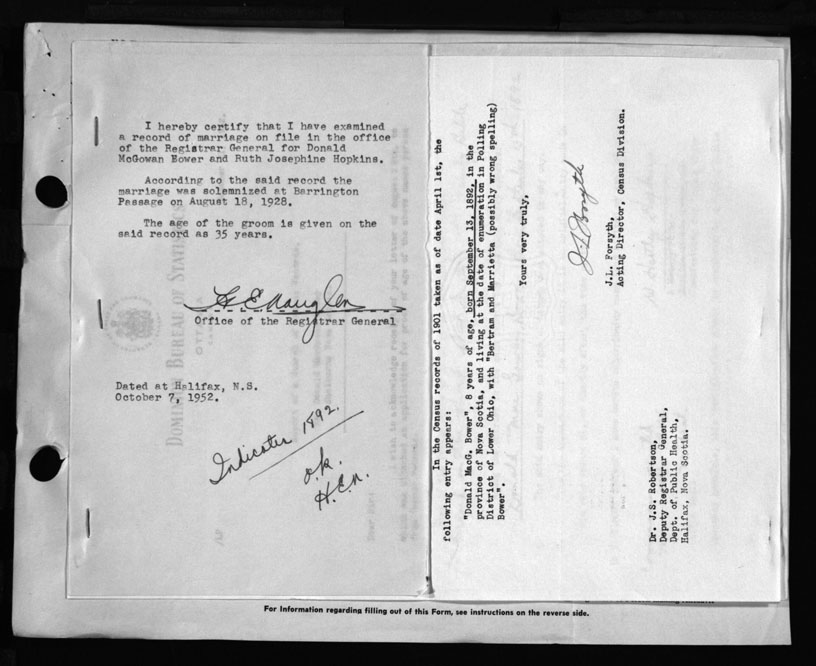 I hereby certify that I have examined
a record of marriage on file in the office
of the Registrar General for Donald
McGowan Bower and Ruth Josephine Hopkins.
According to the said record the
marriage was solemnized at Barrington
Passage on August 18, 1928.
The age of the groom is given on the
said record as 35 years.
Office of the Registrar General
Dated at Halifax, N.S.
October 7, 1952.
Indicates 1892.
o.k.
H.E.N.
In the Census records of 1901 taken as of date April 1st, the
following entry appears:
"Donald MacG. Bower", 8 years of age, born September 13, 1892, in the
province of Nova Scotia, and living at the date of enumeration in Polling
District of Lower Ohio, with "Bertram and Marrietta (possibly wrong spelling)
Bower".
Yours very truly,
J L Forsyth
J.L. Forsyth,
Acting Director, Census Division.
Dr. J.S. Robertson,
Deputy Registrar General,
Dept. of Public Health,
Halifax, Nova Scotia.
For Information regarding filling out of this Form, see instructions on the reverse side.